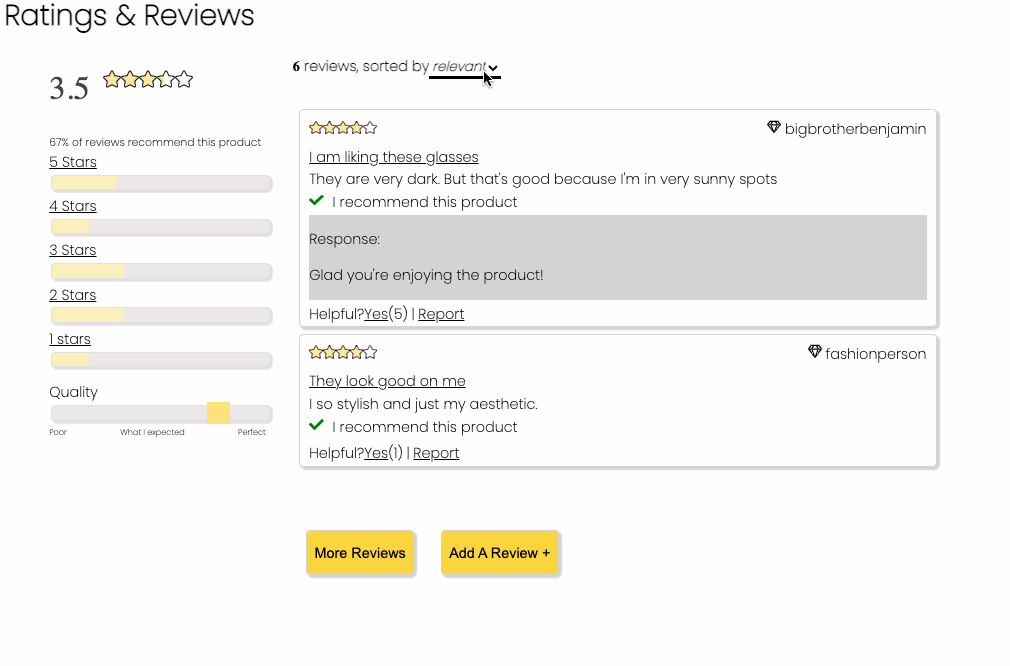 Ratings & Reviews
3.5
67% of reviews recommend this product
5 Stars
4 Stars
3 Stars
2 Stars
1 stars
Quality
Poor What I expected Perfect
6 reviews, sorted by relevant
bigbrotherbenjamin
I am liking these glasses
They are very dark. But that's good because I'm in very sunny spots
I recommend this product
Response:
Glad you're enjoying the product!
Helpful?Yes(5) | Report
fashionperson
They look good on me
I so stylish and just my aesthetic.
I recommend this product
Helpful?Yes(1) | Report
More Reviews Add A Review +